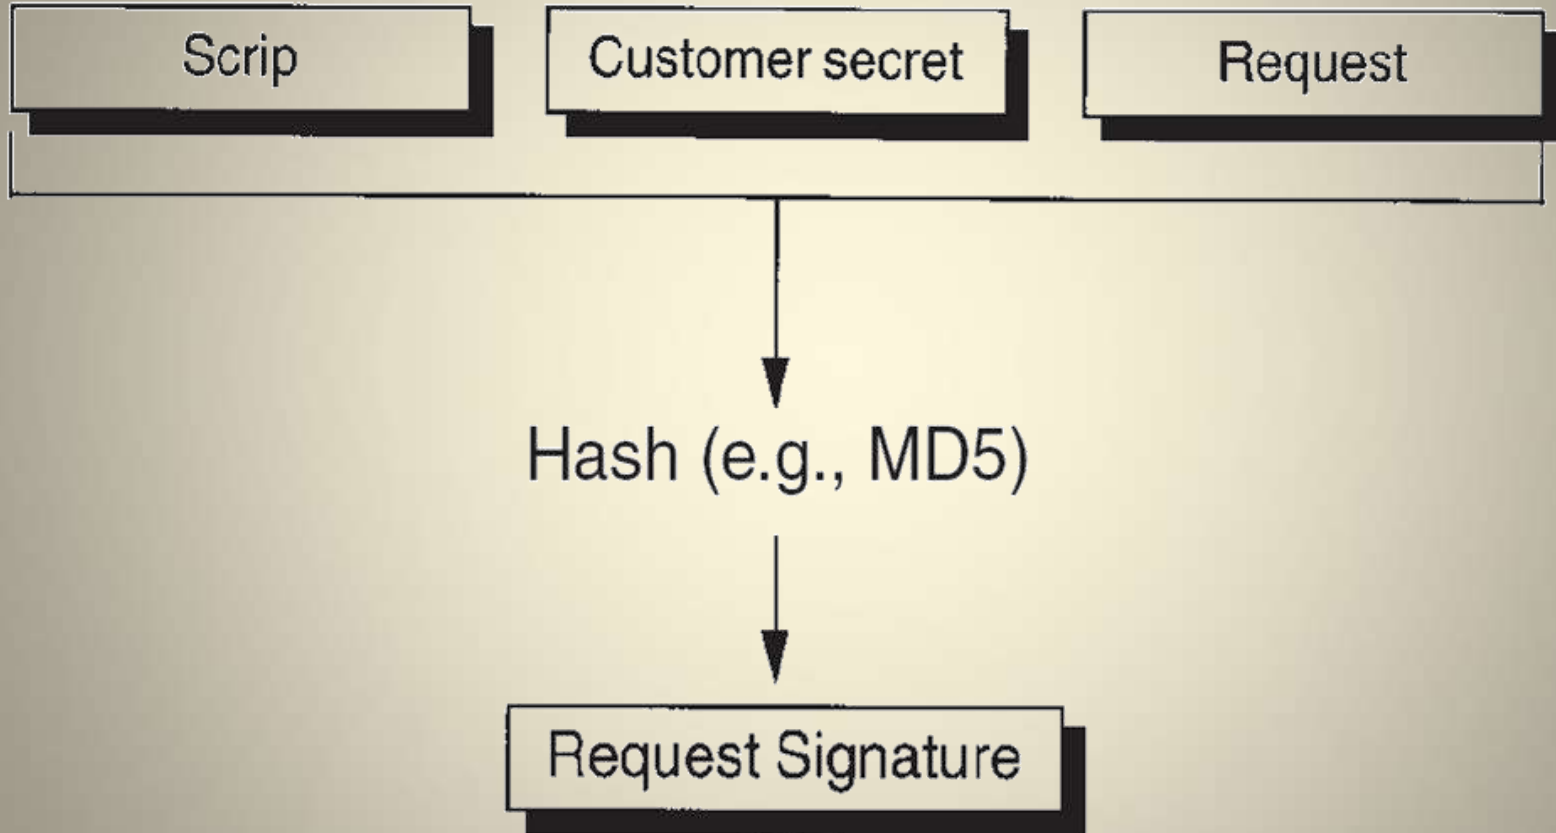 Scrip
Customer secret
Request
Hash (e.g., MD5)
Request Signature